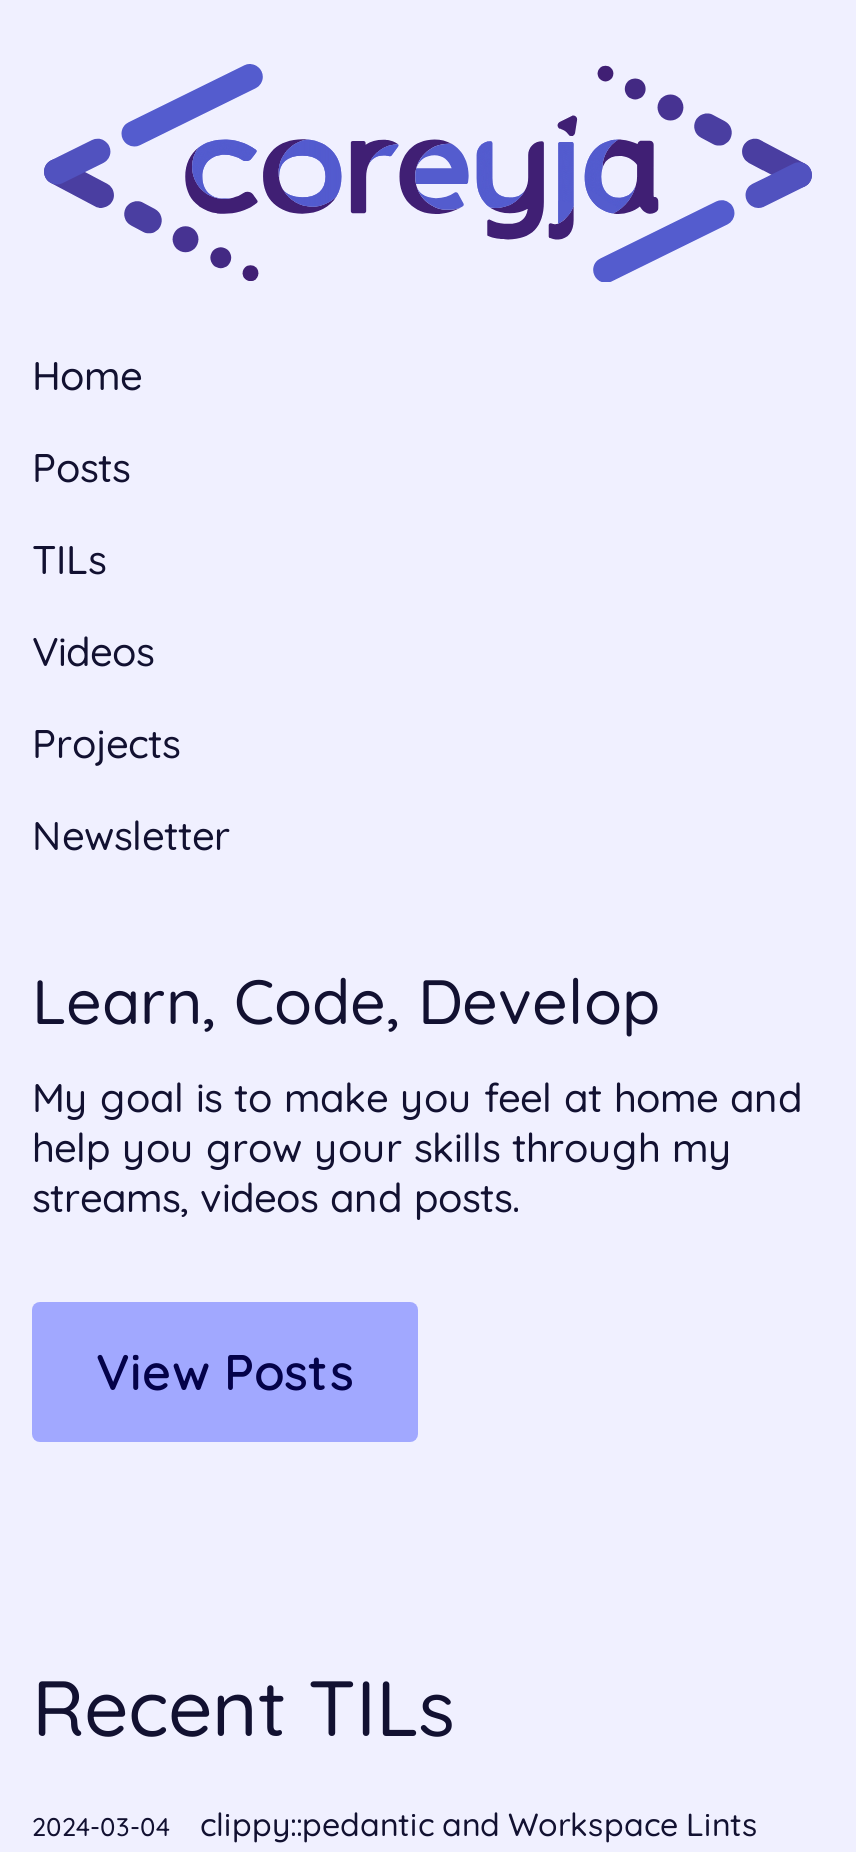 coreyja
Home
Posts
TILs
Videos
Projects
Newsletter
Learn, Code, Develop
My goal is to make you feel at home and
help you grow your skills through my
streams, videos and posts.
View Posts
Recent TILs
2024-03-04 clippy::pedantic and Workspace Lints